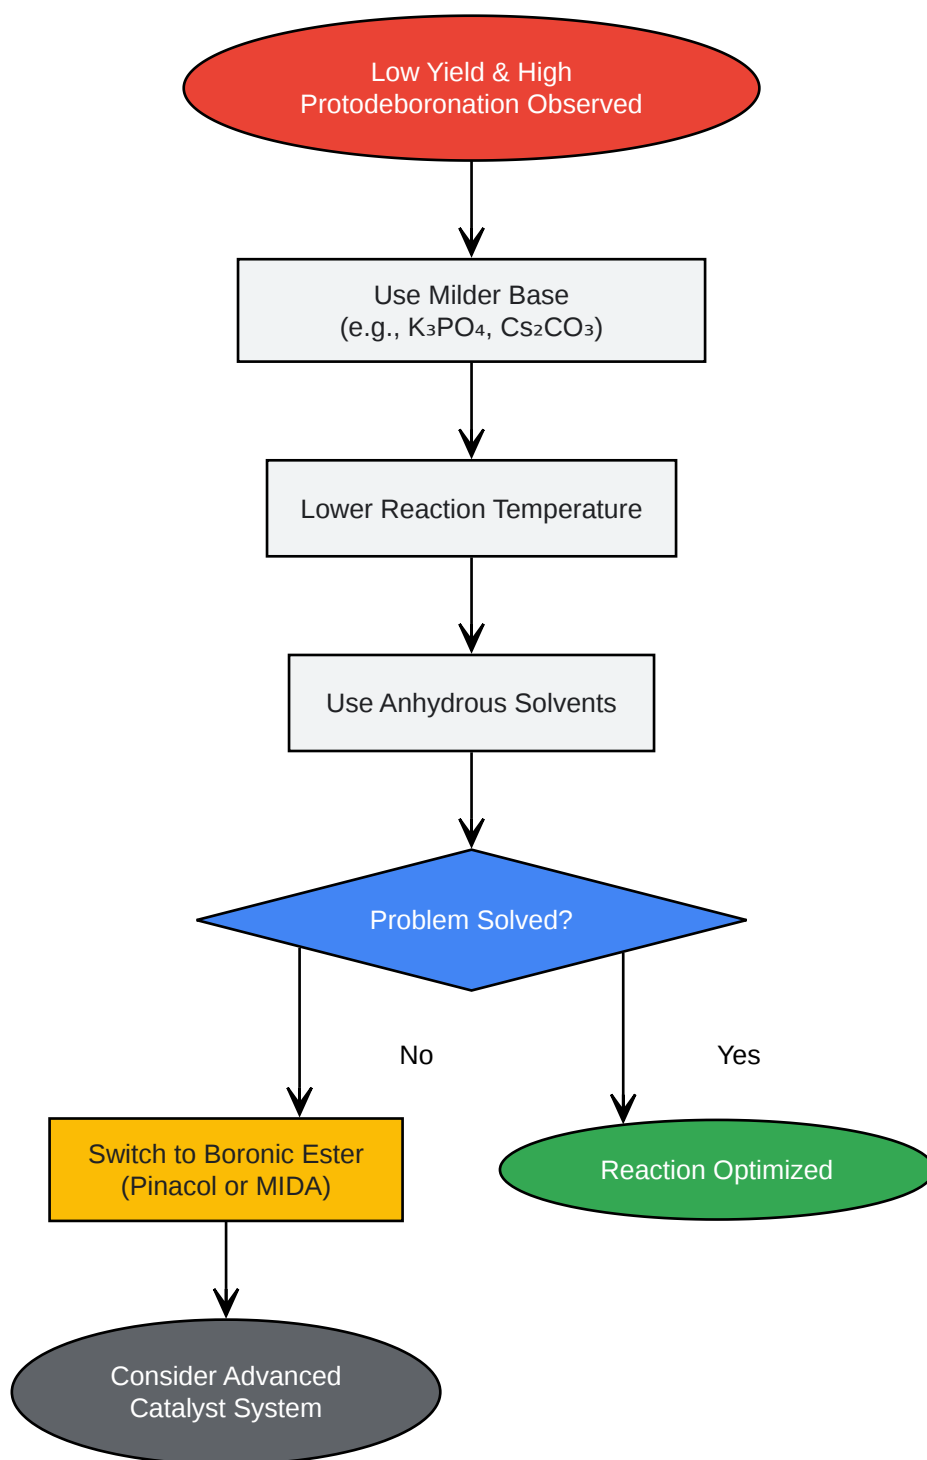 Low Yield & High
Protodeboronation Observed
Use Milder Base
(e.g., K₃PO₄, Cs₂CO₃)
Lower Reaction Temperature
Use Anhydrous Solvents
Problem Solved?
No
Yes
Switch to Boronic Ester
(Pinacol or MIDA)
Reaction Optimized
Consider Advanced
Catalyst System